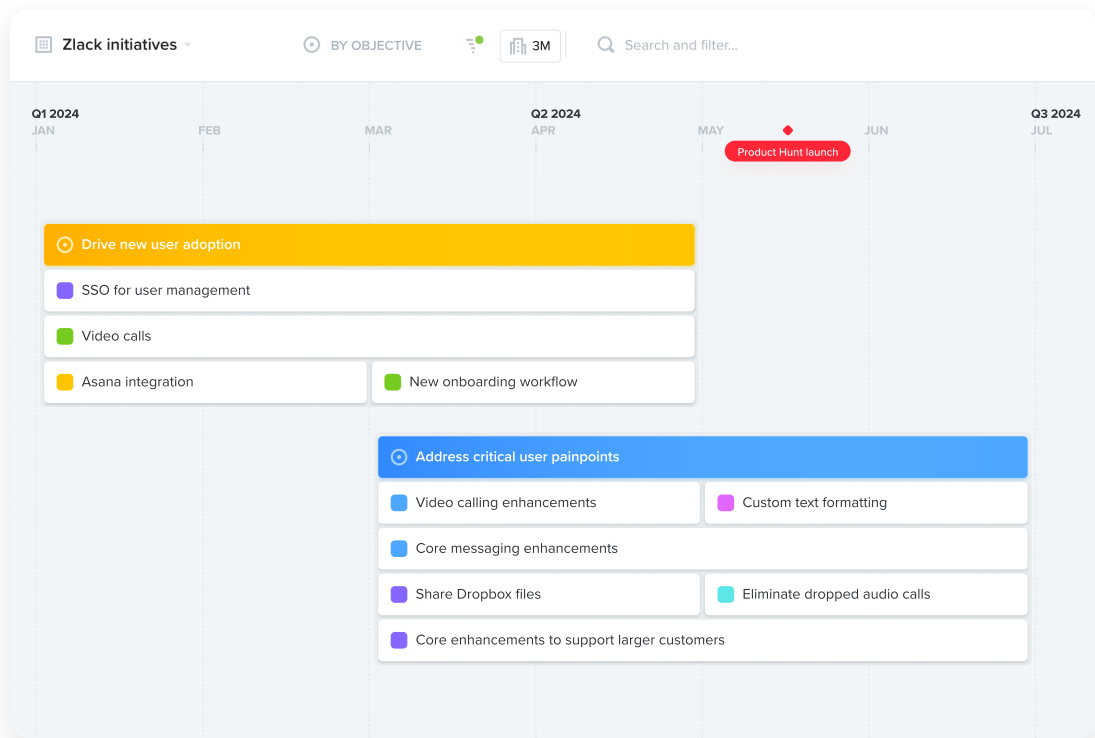 Zlack initiatives
BY OBJECTIVE
3M
Search and filter...
Q1 2024
Q2 2024
Q3 2024
JAN
FEB
MAR
APR
MAY
JUN
JUL
Product Hunt launch
Drive new user adoption
SSO for user management
Video calls
Asana integration
New onboarding workflow
Address critical user painpoints
Video calling enhancements
Custom text formatting
Core messaging enhancements
Share Dropbox files
Eliminate dropped audio calls
Core enhancements to support larger customers